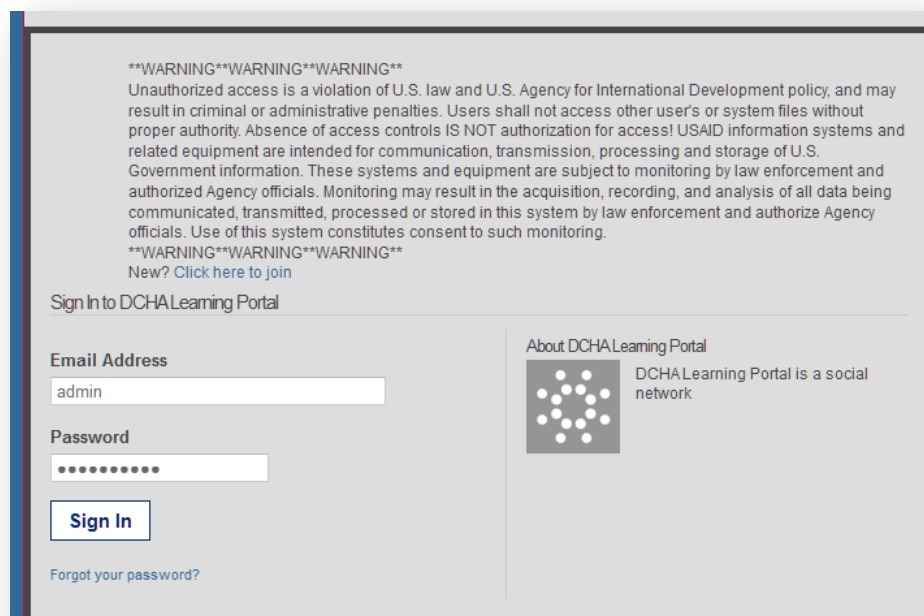 **WARNING**WARNING**WARNING**
Unauthorized access is a violation of U.S. law and U.S. Agency for International Development policy, and may
result in criminal or administrative penalties. Users shall not access other user's or system files without
proper authority. Absence of access controls IS NOT authorization for access! USAID information systems and
related equipment are intended for communication, transmission, processing and storage of U.S.
Government information. These systems and equipment are subject to monitoring by law enforcement and
authorized Agency officials. Monitoring may result in the acquisition, recording, and analysis of all data being
communicated, transmitted, processed or stored in this system by law enforcement and authorize Agency
officials. Use of this system constitutes consent to such monitoring.
**WARNING**WARNING**WARNING**
New? Click here to join
Sign In to DCHA Learning Portal
Email Address
admin
Password
Sign In
Forgot your password?
About DCHA Learning Portal
DCHA Learning Portal is a social
network